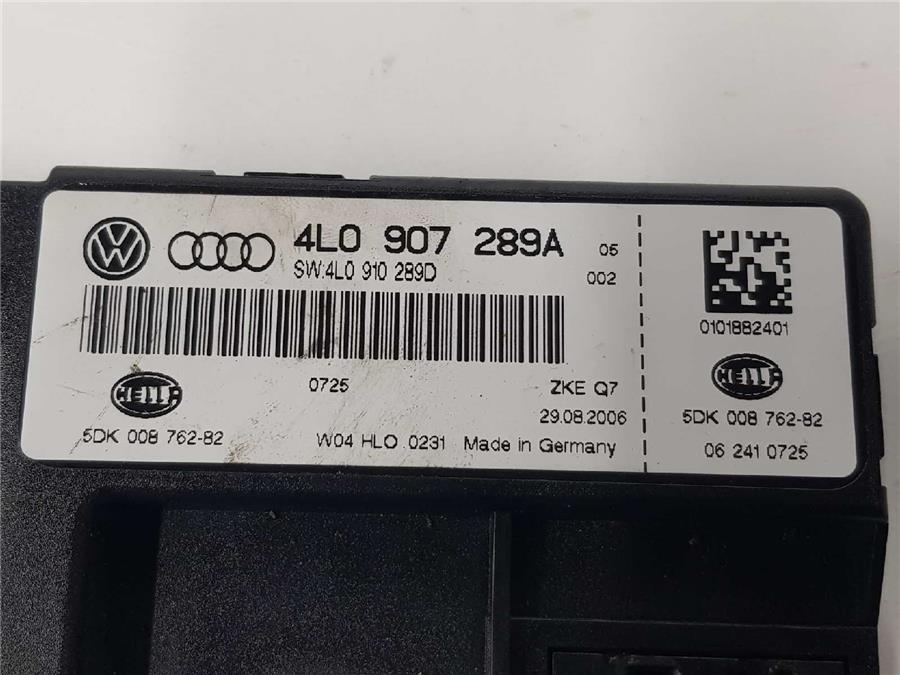 4L0 907 289A 05
SW:4L0 910 289D 002
0101882401
0725 ZKE Q7
HELLA HELLA
29.08.2006
5DK 008 762-82 W04 HLO 0231 Made in Germany
5DK 008 762-82
06 241 0725